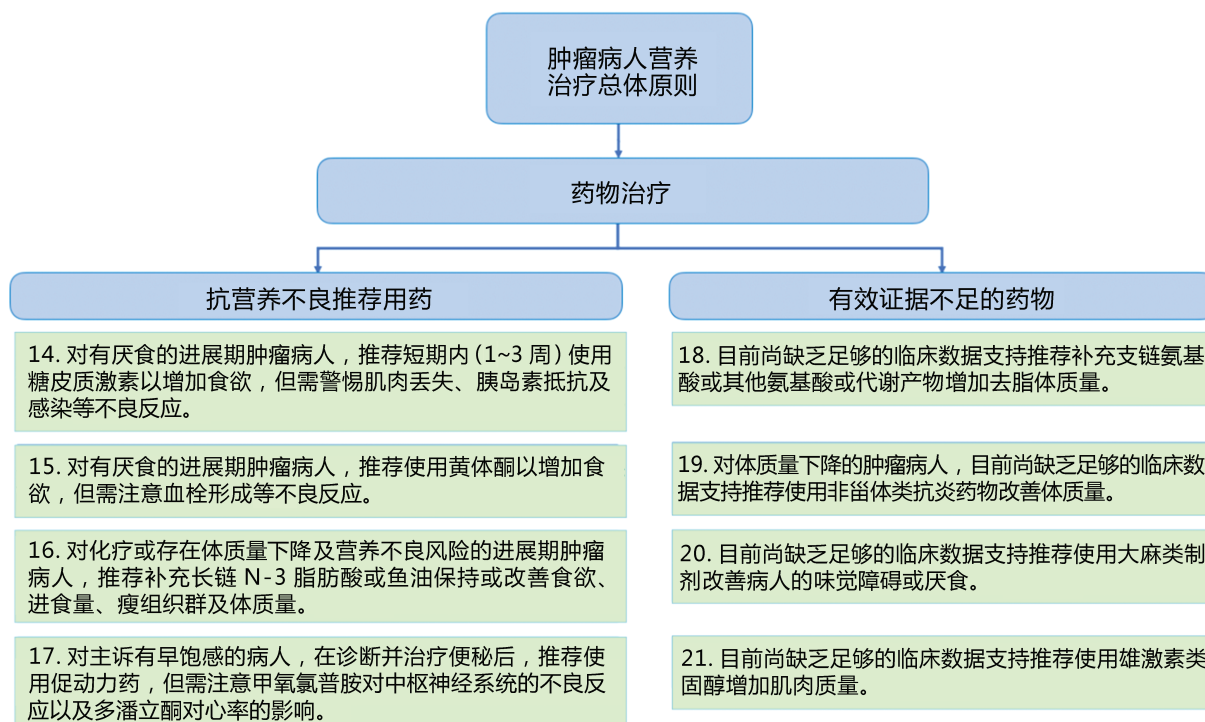 肿瘤病人营养
治疗总体原则
药物治疗
抗营养不良推荐用药
14. 对有厌食的进展期肿瘤病人，推荐短期内(1~3 周) 使用
糖皮质激素以增加食欲，但需警惕肌肉丢失、胰岛素抵抗及
感染等不良反应。
15. 对有厌食的进展期肿瘤病人，推荐使用黄体酮以增加食
欲，但需注意血栓形成等不良反应。
16. 对化疗或存在体质量下降及营养不良风险的进展期肿瘤
病人，推荐补充长链 N-3 脂肪酸或鱼油保持或改善食欲、
进食量、瘦组织群及体质量。
17. 对主诉有早饱感的病人，在诊断并治疗便秘后，推荐使
用促动力药，但需注意甲氧氯普胺对中枢神经系统的不良反
应以及多潘立酮对心率的影响。
有效证据不足的药物
18. 目前尚缺乏足够的临床数据支持推荐补充支链氨基
酸或其他氨基酸或代谢产物增加去脂体质量。
19. 对体质量下降的肿瘤病人，目前尚缺乏足够的临床数
据支持推荐使用非甾体类抗炎药物改善体质量。
20. 目前尚缺乏足够的临床数据支持推荐使用大麻类制
剂改善病人的味觉障碍或厌食。
21. 目前尚缺乏足够的临床数据支持推荐使用雄激素类
固醇增加肌肉质量。